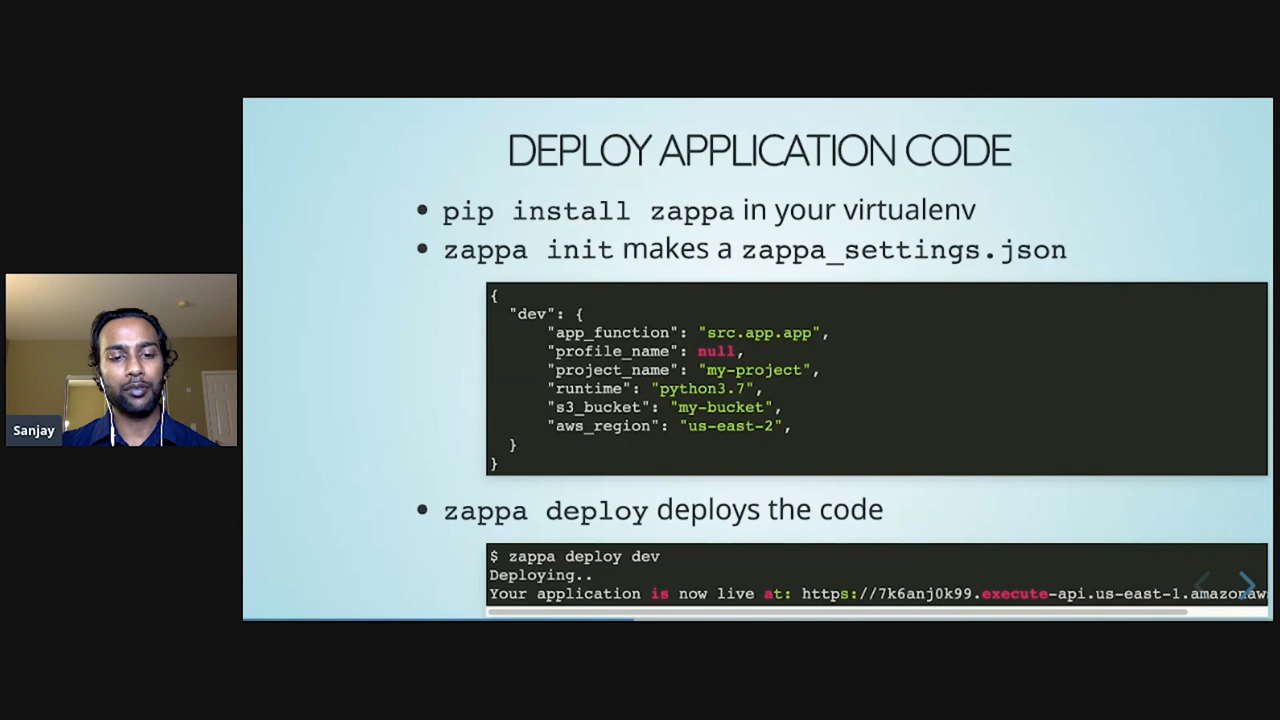 DEPLOY APPLICATION CODE
• pip install zappa in your virtualenv
• zappa init makes a zappa_settings.json
{
"dev": {
"app_function": "src.app.app",
"profile_name": null,
"project_name": "my-project",
"runtime": "python3.7",
"s3_bucket": "my-bucket",
"aws_region": "us-east-2",
}
}
Sanjay
• zappa deploy deploys the code
$ zappa deploy dev
Deploying..
Your application is now live at: https://7k6anj0k99.execute-api.us-east-1.amazonaws